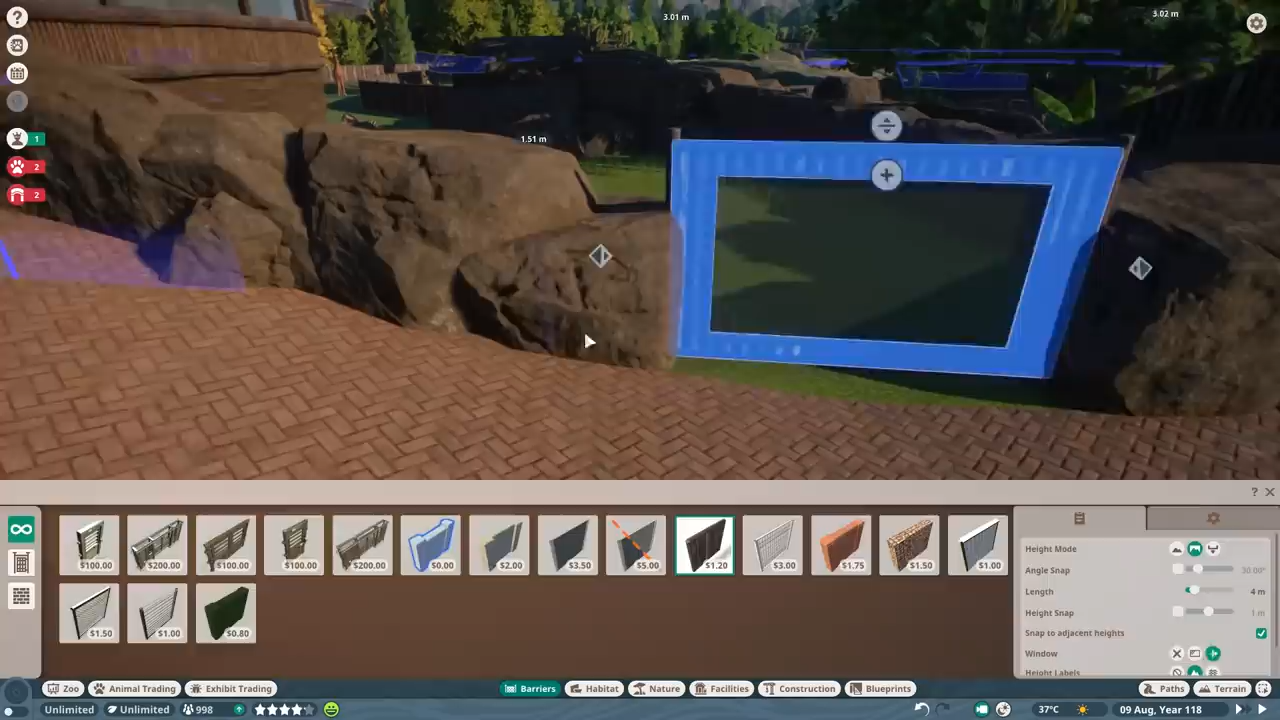 3.01 m
3.02 m
1.51 m
?
1
2
2
? ✕
$100.00 $200.00 $100.00 $100.00 $200.00 $0.00 $2.00 $3.50 $5.00 $1.20 $3.00 $1.75 $1.50 $1.00
$1.50 $1.00 $0.80
Height Mode
Angle Snap 30.00°
Length 4 m
Height Snap 1 m
Snap to adjacent heights
Window
Height Labels
Zoo Animal Trading Exhibit Trading Barriers Habitat Nature Facilities Construction Blueprints Paths Terrain
Unlimited Unlimited 998 37°C 09 Aug, Year 118